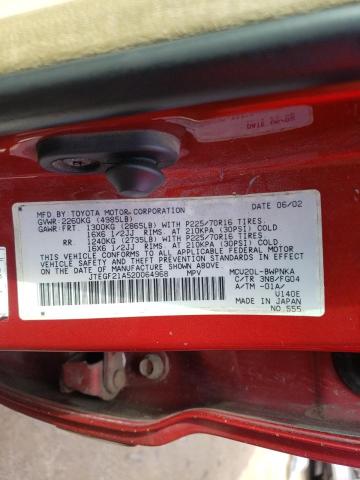 MFD BY TOYOTA MOTOR CORPORATION DATE 06/02
GVWR:2260KG (4985LB)
GAWR:FRT. 1300KG (2865LB) WITH P225/70R16 TIRES.
16X6 1/2JJ RIMS. AT 210KPA (30PSI) COLD
RR 1240KG (2735LB) WITH P225/70R16 TIRES.
16X6 1/2JJ RIMS. AT 210KPA (30PSI) COLD
THIS VEHICLE CONFORMS TO ALL APPLICABLE FEDERAL MOTOR
VEHICLE SAFETY, BUMPER, AND THEFT PREVENTION
STANDARDS IN EFFECT ON THE DATE OF MANUFACTURE
SHOWN ABOVE.
JTEGF21A520064968 MPV MCU20L-BWPNKA
C/TR 3N8/FG04
A/TM -01A/
U140E
MADE IN JAPAN
NO.555